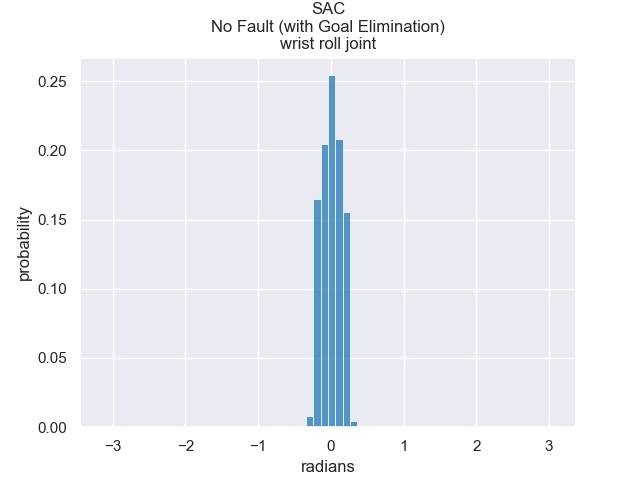 SAC
No Fault (with Goal Elimination)
wrist roll joint
0.25
0.20
0.15
0.10
0.05
0.00
probability
−3 −2 −1 0 1 2 3
radians